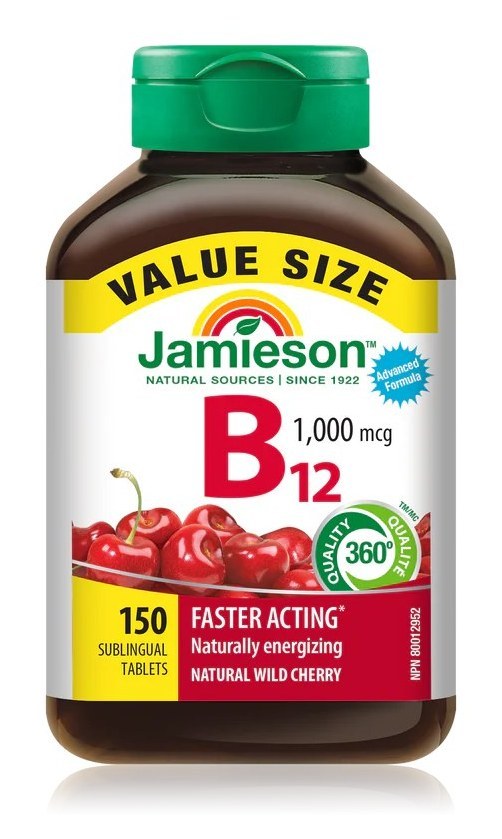 VALUE SIZE
Jamieson™
NATURAL SOURCES | SINCE 1922
Advanced
Formula
B12
1,000 mcg
TM/MC
QUALITY
360°
QUALITÉ
150
SUBLINGUAL
TABLETS
FASTER ACTING*
Naturally energizing
NATURAL WILD CHERRY
NPN 80012952